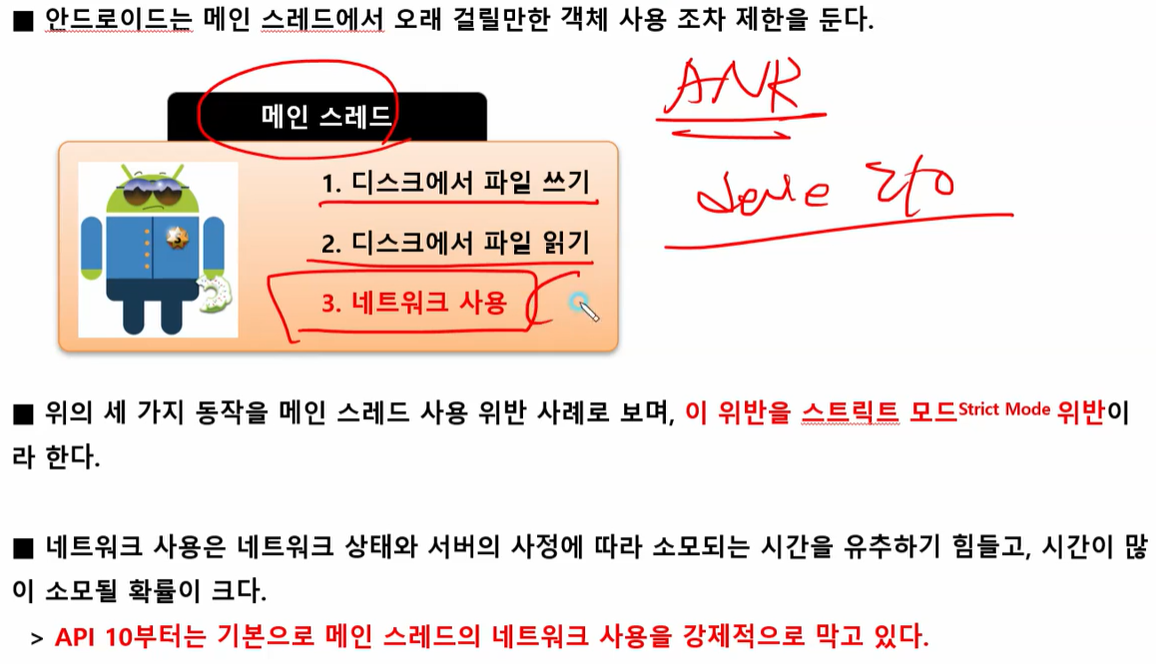 ■ 안드로이드는 메인 스레드에서 오래 걸릴만한 객체 사용 조차 제한을 둔다.
메인 스레드
ANR
1. 디스크에서 파일 쓰기
2. 디스크에서 파일 읽기
3. 네트워크 사용
■ 위의 세 가지 동작을 메인 스레드 사용 위반 사례로 보며, 이 위반을 스트릭트 모드Strict Mode 위반이
라 한다.
■ 네트워크 사용은 네트워크 상태와 서버의 사정에 따라 소모되는 시간을 유추하기 힘들고, 시간이 많
이 소모될 확률이 크다.
> API 10부터는 기본으로 메인 스레드의 네트워크 사용을 강제적으로 막고 있다.